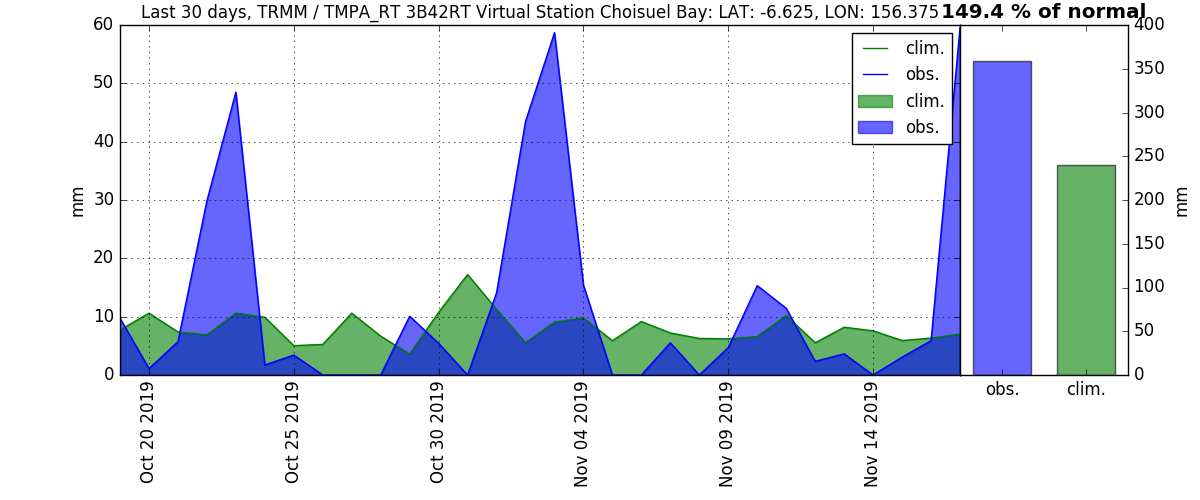 Last 30 days, TRMM / TMPA_RT 3B42RT Virtual Station Choisuel Bay: LAT: -6.625, LON: 156.375 149.4 % of normal
60
50
40
30
20
10
0
mm
clim.
obs.
clim.
obs.
400
350
300
250
200
150
100
50
0
mm
obs. clim.
Oct 20 2019
Oct 25 2019
Oct 30 2019
Nov 04 2019
Nov 09 2019
Nov 14 2019